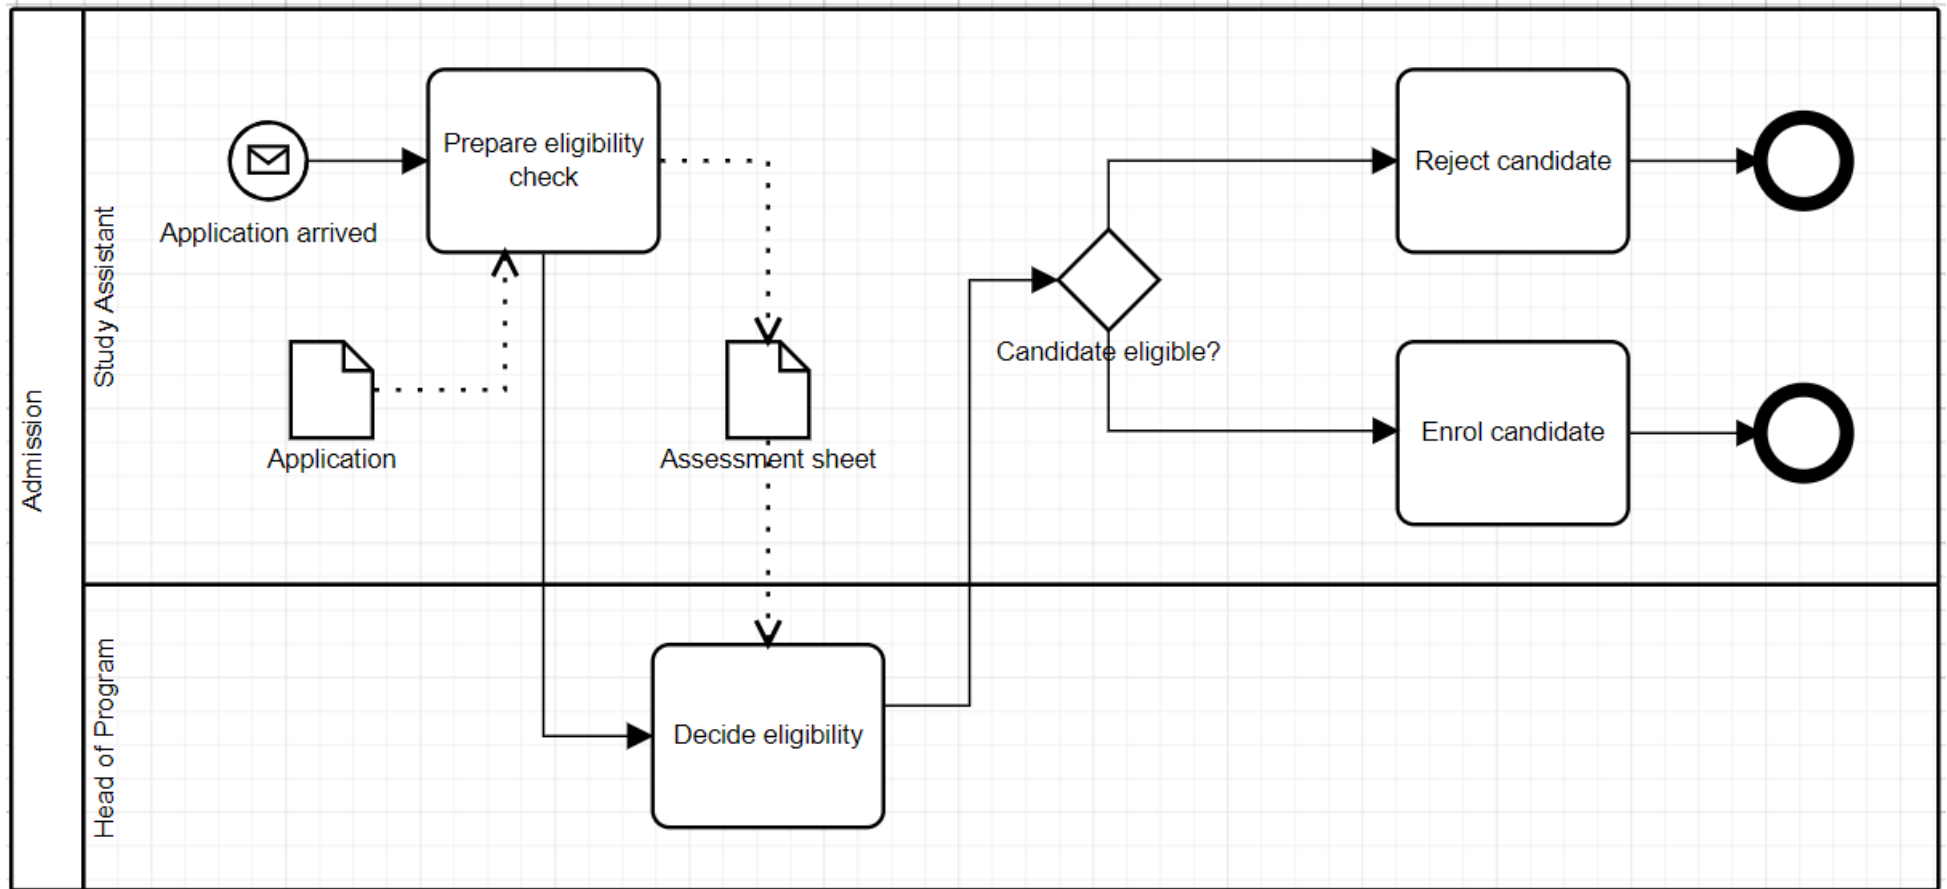 Admission
Study Assistant
Application arrived
Prepare eligibility
check
Application
Assessment sheet
Candidate eligible?
Reject candidate
Enrol candidate
Head of Program
Decide eligibility